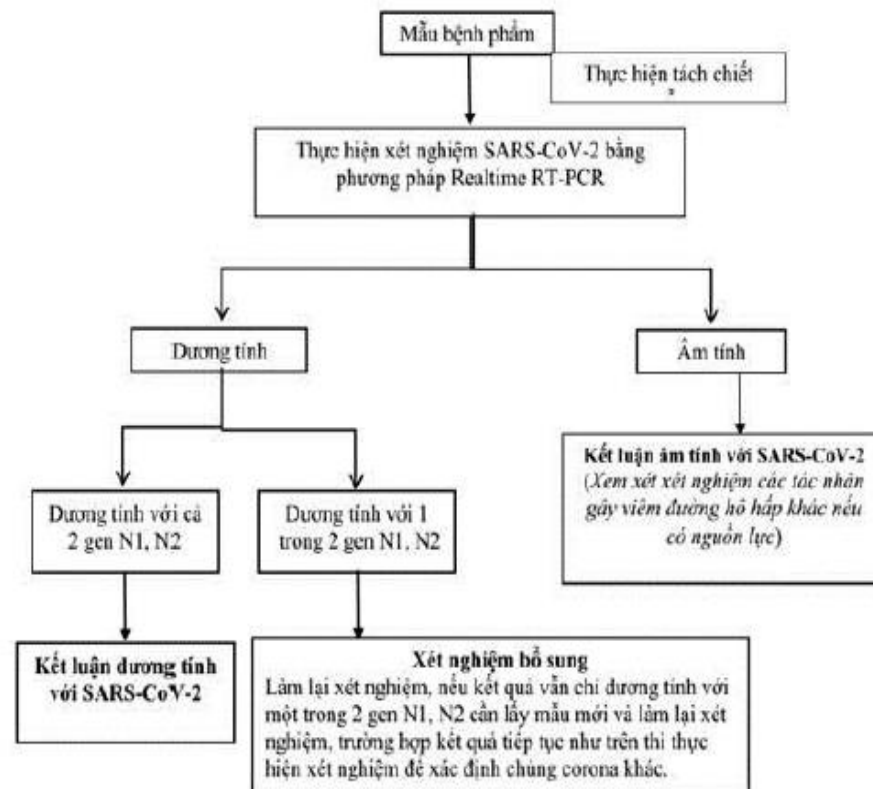 Mẫu bệnh phẩm
Thực hiện tách chiết
Thực hiện xét nghiệm SARS-CoV-2 bằng
phương pháp Realtime RT-PCR
Dương tính
Âm tính
Dương tính với cả
2 gen N1, N2
Dương tính với 1
trong 2 gen N1, N2
Kết luận âm tính với SARS-CoV-2
(Xem xét xét nghiệm các tác nhân
gây viêm đường hô hấp khác nếu
có nguồn lực)
Kết luận dương tính
với SARS-CoV-2
Xét nghiệm bổ sung
Làm lại xét nghiệm, nếu kết quả vẫn chỉ dương tính với
một trong 2 gen N1, N2 cần lấy mẫu mới và làm lại xét
nghiệm, trường hợp kết quả tiếp tục như trên thì thực
hiện xét nghiệm để xác định chủng corona khác.